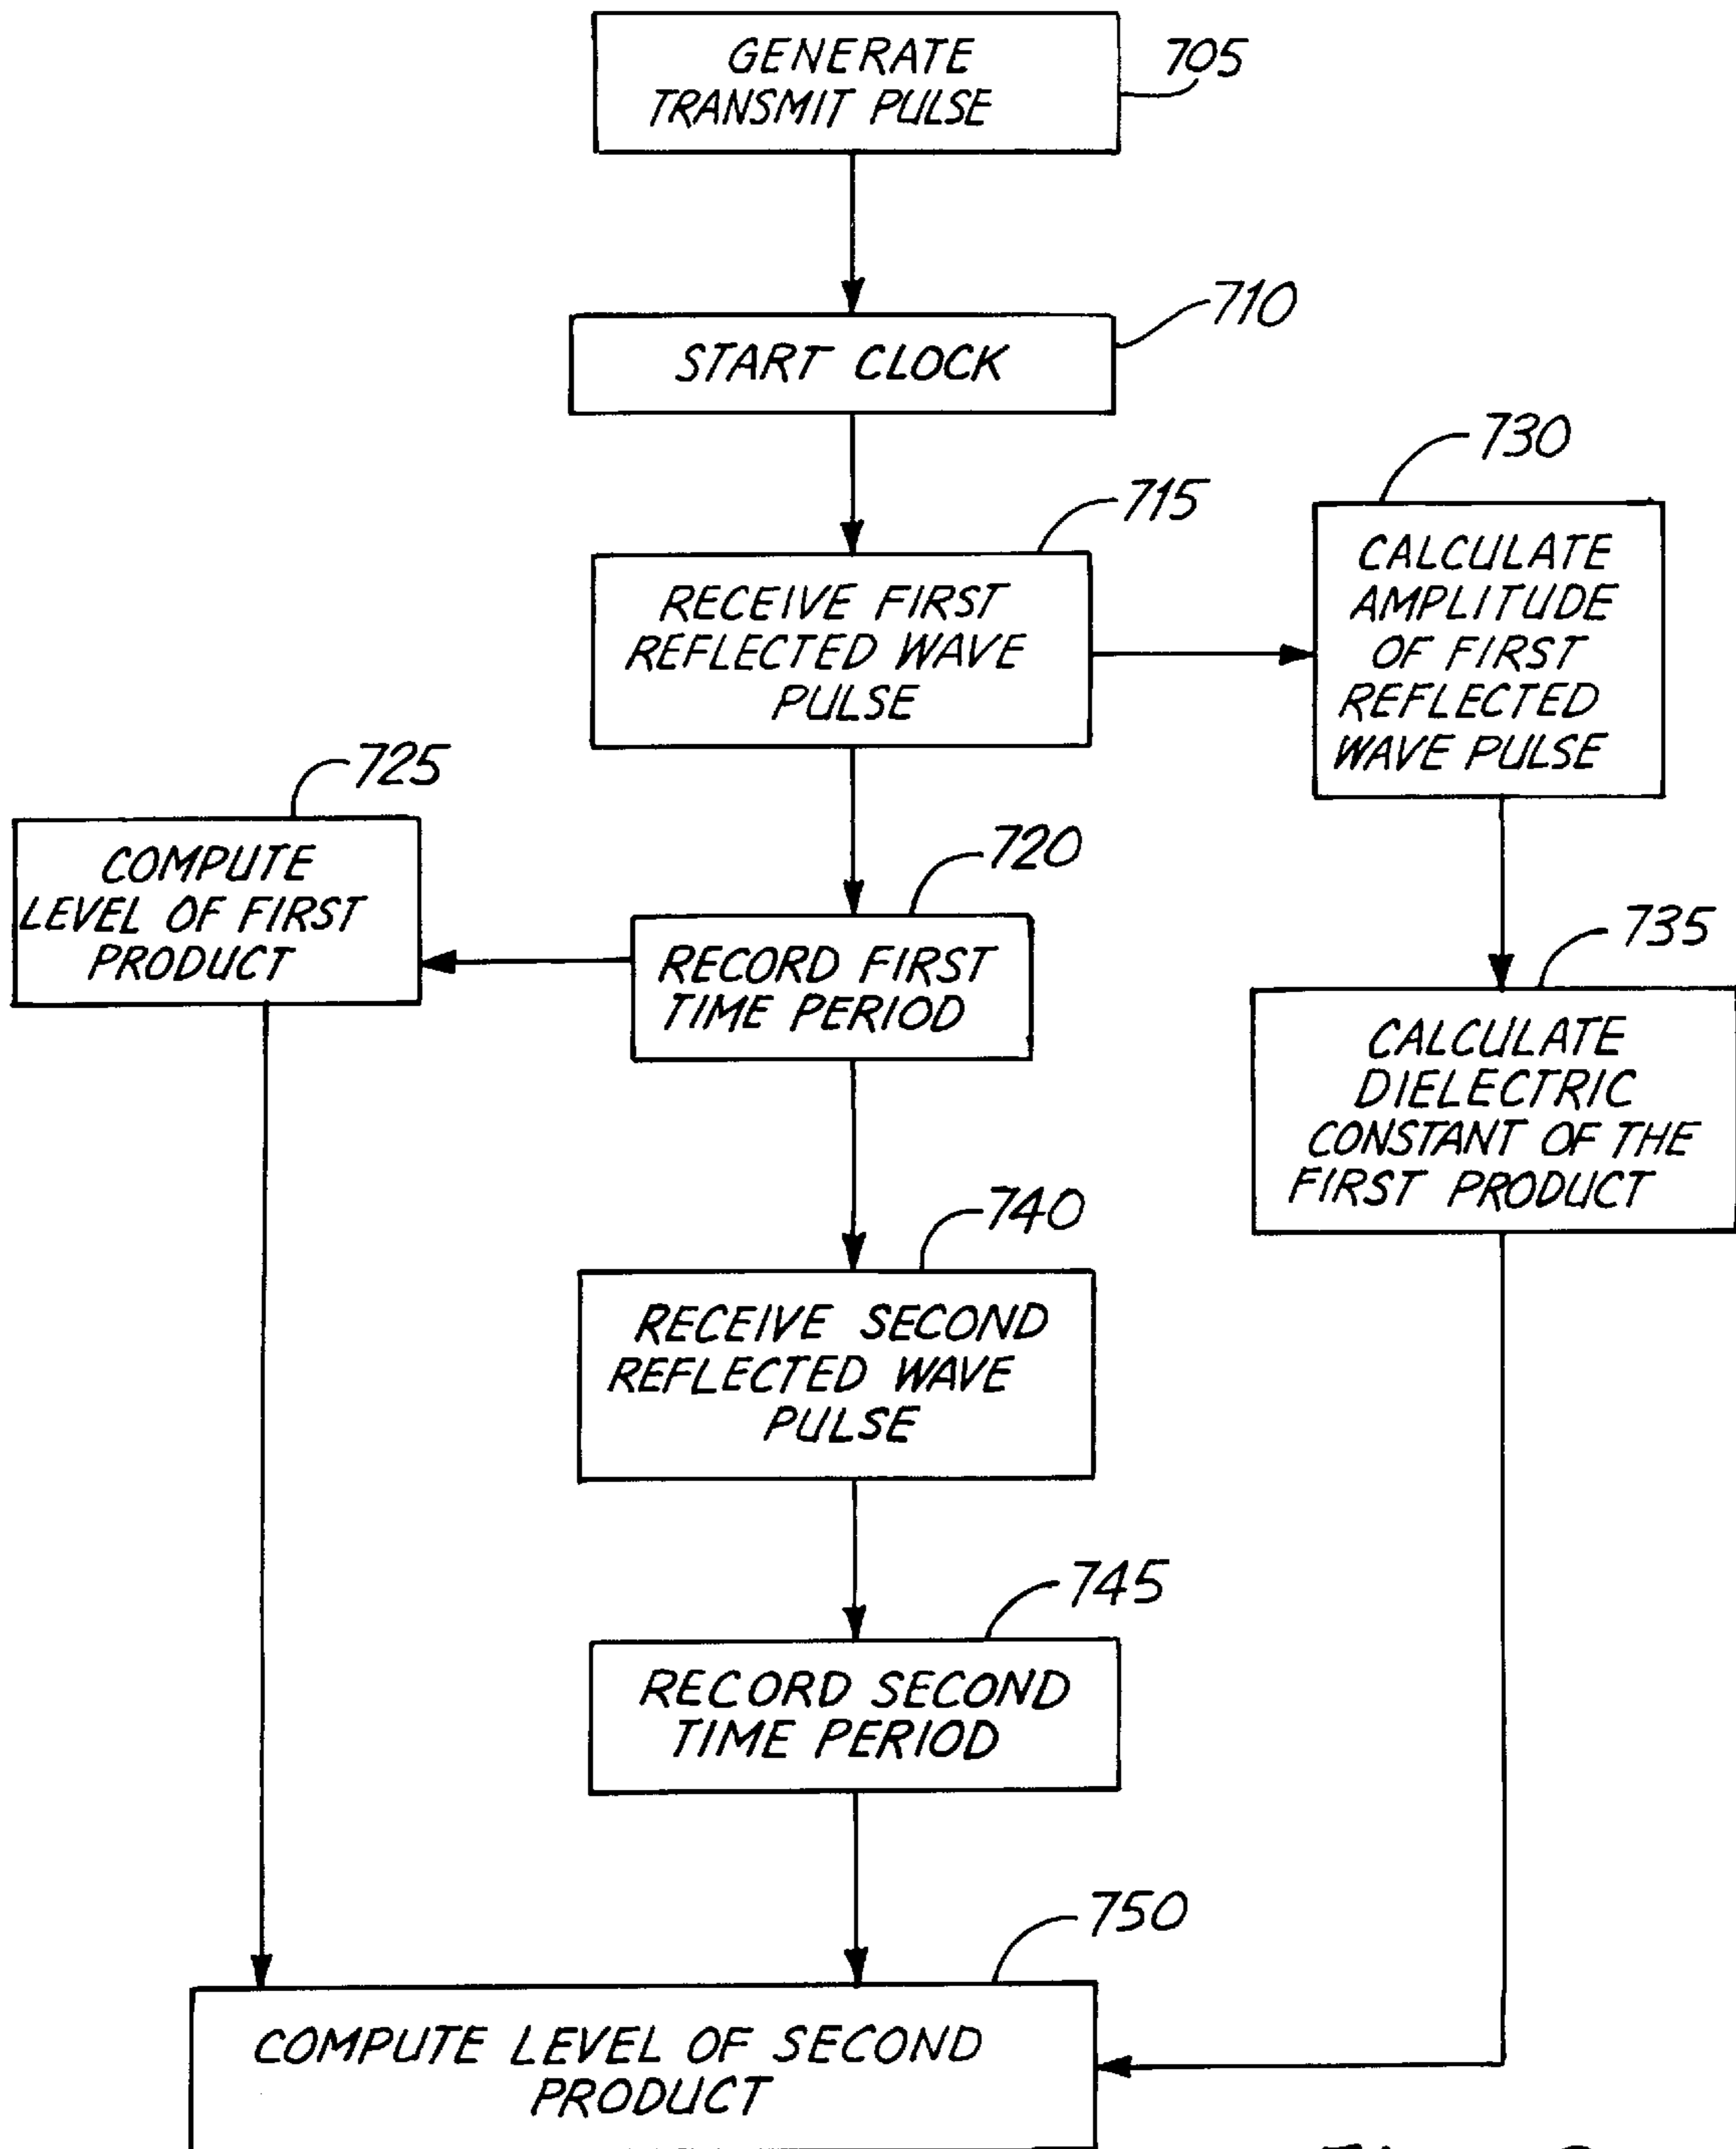 GENERATE
TRANSMIT PULSE
705
START CLOCK
710
RECEIVE FIRST
REFLECTED WAVE
PULSE
715
CALCULATE
AMPLITUDE
OF FIRST
REFLECTED
WAVE PULSE
730
COMPUTE
LEVEL OF FIRST
PRODUCT
725
RECORD FIRST
TIME PERIOD
720
CALCULATE
DIELECTRIC
CONSTANT OF THE
FIRST PRODUCT
735
RECEIVE SECOND
REFLECTED WAVE
PULSE
740
RECORD SECOND
TIME PERIOD
745
COMPUTE LEVEL OF SECOND
PRODUCT
750